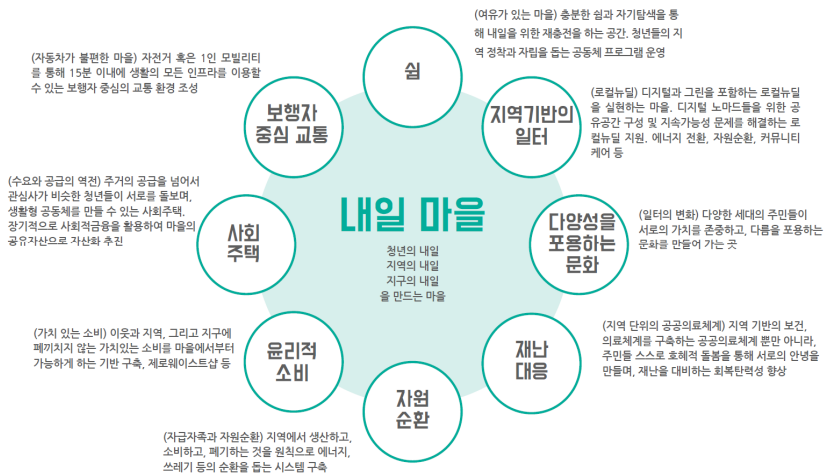 내일 마을
청년의 내일
지역의 내일
지구의 내일
을 만드는 마을
쉼
(여유가 있는 마을) 충분한 쉼과 자기탐색을 통
해 내일을 위한 재충전을 하는 공간. 청년들의 지
역 정착과 자립을 돕는 공동체 프로그램 운영
지역기반의
일터
(로컬뉴딜) 디지털과 그린을 포함하는 로컬뉴딜
을 실현하는 마을. 디지털 노마드들을 위한 공
유공간 구성 및 지속가능성 문제를 해결하는 로
컬뉴딜 지원. 에너지 전환, 자원순환, 커뮤니티
케어 등
다양성을
포용하는
문화
(일터의 변화) 다양한 세대의 주민들이
서로의 가치를 존중하고, 다름을 포용하는
문화를 만들어 가는 곳
재난
대응
(지역 단위의 공공의료체계) 지역 기반의 보건,
의료체계를 구축하는 공공의료체계 뿐만 아니라,
주민들 스스로 호혜적 돌봄을 통해 서로의 안녕을
만들며, 재난을 대비하는 회복탄력성 향상
자원
순환
(자급자족과 자원순환) 지역에서 생산하고,
소비하고, 폐기하는 것을 원칙으로 에너지,
쓰레기 등의 순환을 돕는 시스템 구축
윤리적
소비
(가치 있는 소비) 이웃과 지역, 그리고 지구에
폐끼치지 않는 가치있는 소비를 마을에서부터
가능하게 하는 기반 구축, 제로웨이스트샵 등
사회
주택
(수요와 공급의 역전) 주거의 공급을 넘어서
관심사가 비슷한 청년들이 서로를 돌보며,
생활형 공동체를 만들 수 있는 사회주택.
장기적으로 사회적금융을 활용하여 마을의
공유자산으로 자산화 추진
보행자
중심 교통
(자동차가 불편한 마을) 자전거 혹은 1인 모빌리티
를 통해 15분 이내에 생활의 모든 인프라를 이용할
수 있는 보행자 중심의 교통 환경 조성